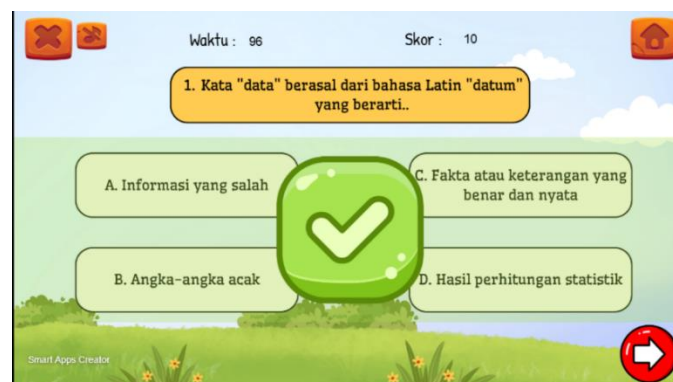 Waktu : 96
Skor : 10
1. Kata "data" berasal dari bahasa Latin "datum"
yang berarti..
A. Informasi yang salah
C. Fakta atau keterangan yang
benar dan nyata
B. Angka-angka acak
D. Hasil perhitungan statistik
Smart Apps Creator